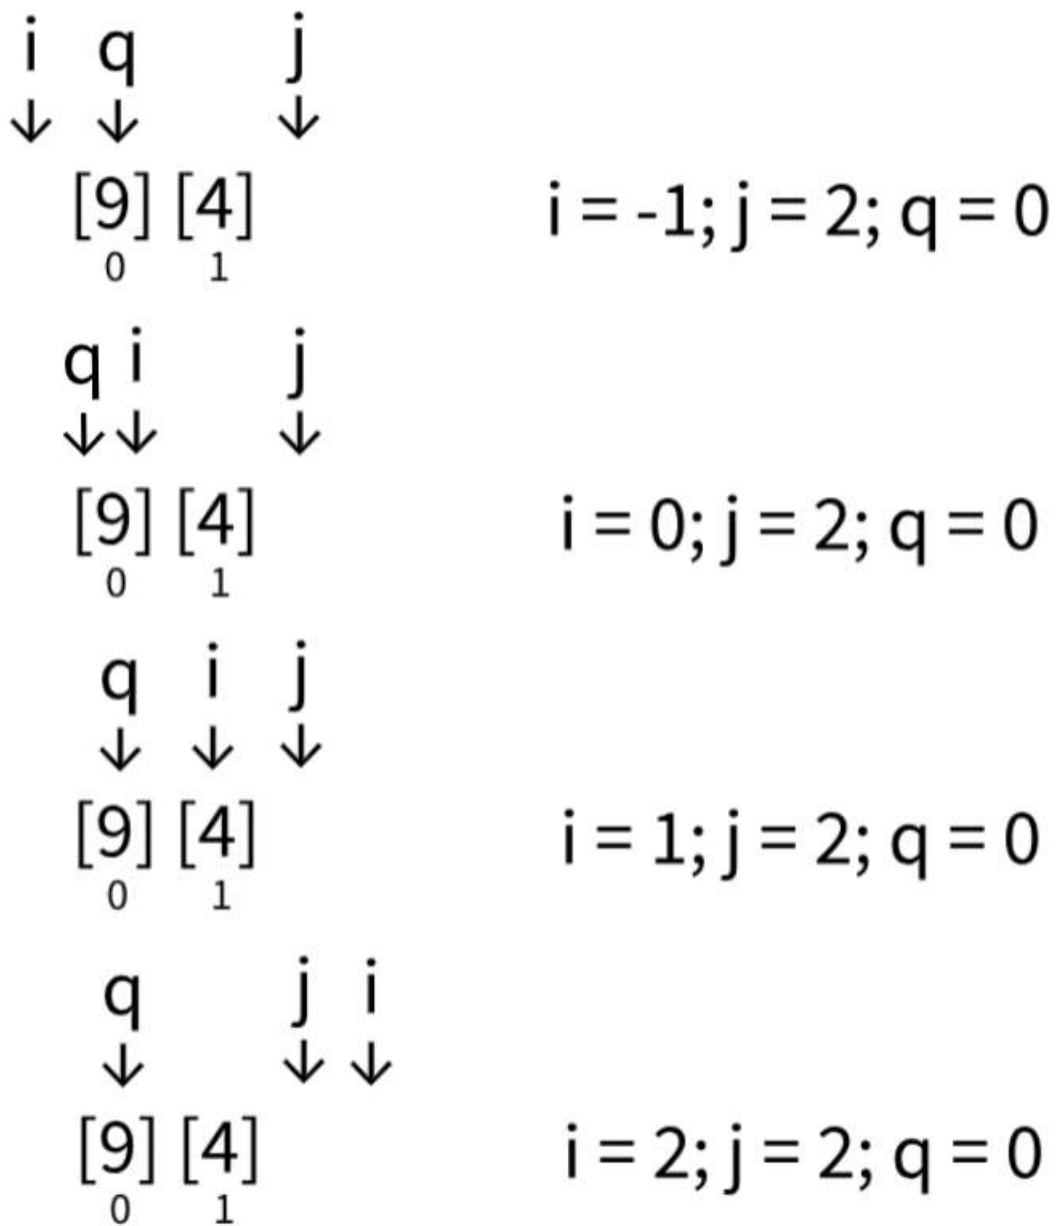 i q j
↓ ↓ ↓
[9] [4] i = -1; j = 2; q = 0
0 1
q i j
↓ ↓ ↓
[9] [4] i = 0; j = 2; q = 0
0 1
q i j
↓ ↓ ↓
[9] [4] i = 1; j = 2; q = 0
0 1
q j i
↓ ↓ ↓
[9] [4] i = 2; j = 2; q = 0
0 1